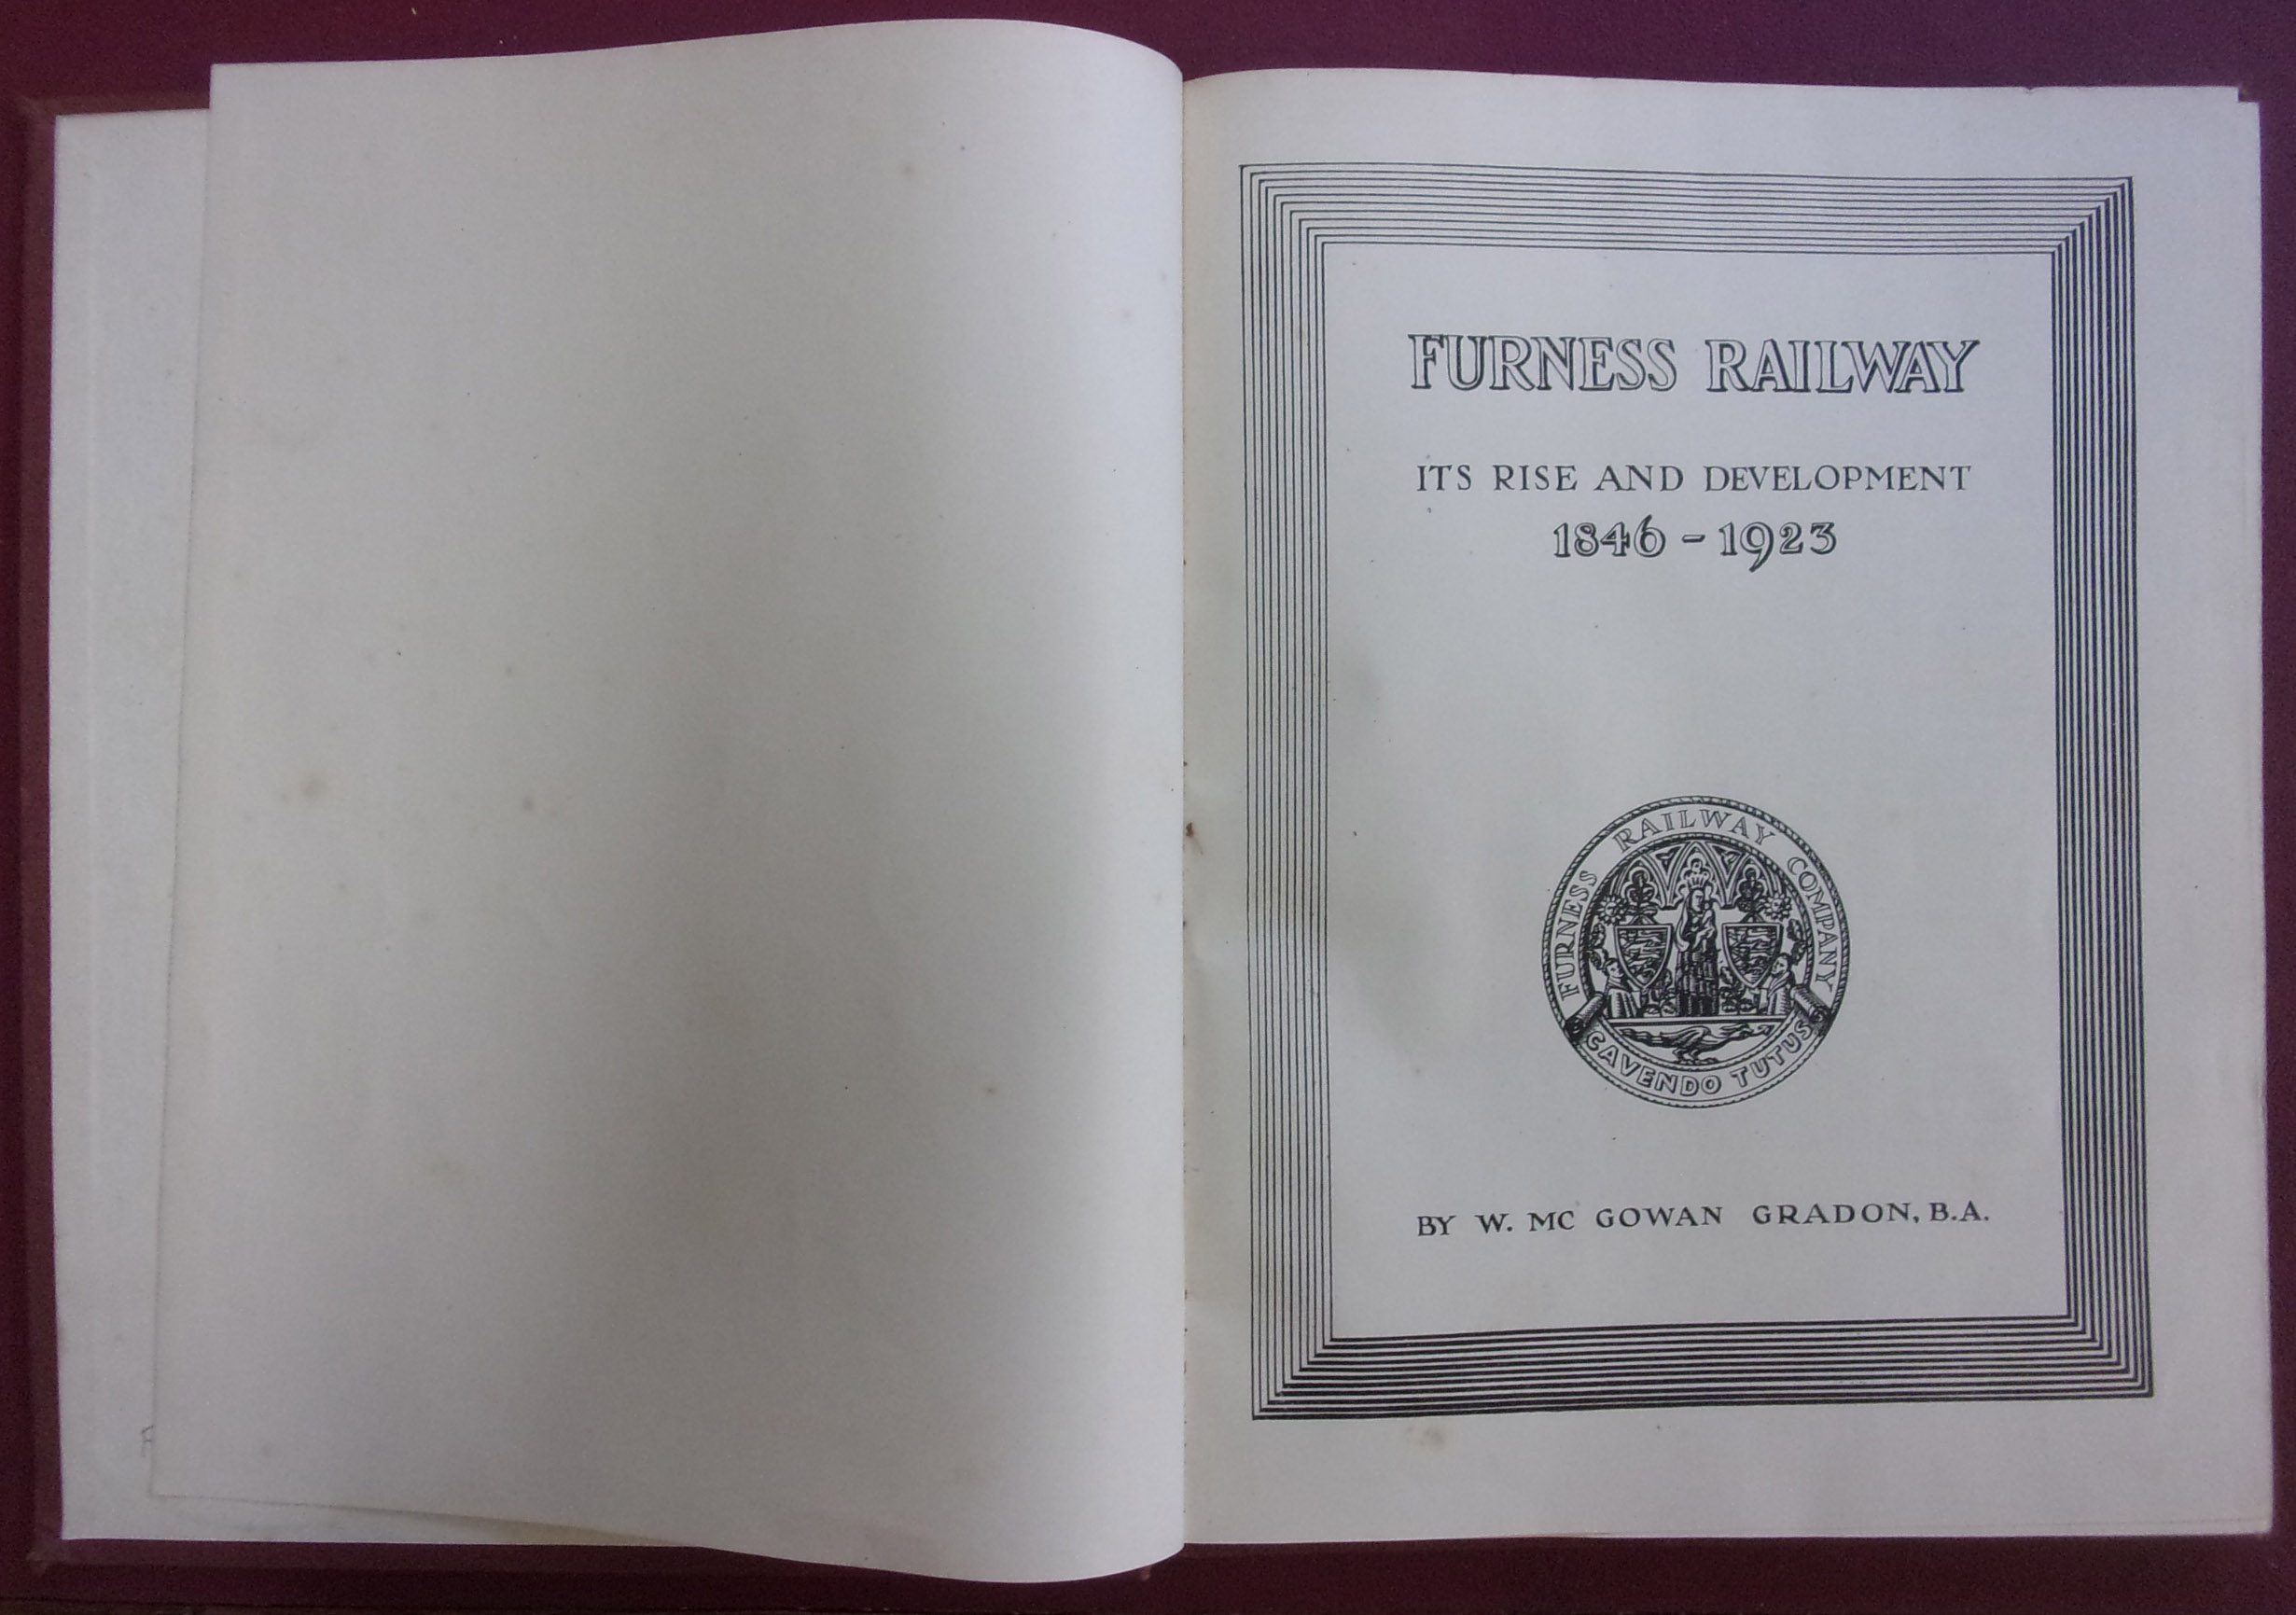 FURNESS RAILWAY
ITS RISE AND DEVELOPMENT
1846 - 1923
FURNESS RAILWAY COMPANY
CAVENDO TUTUS
BY W. MC GOWAN GRADON, B.A.